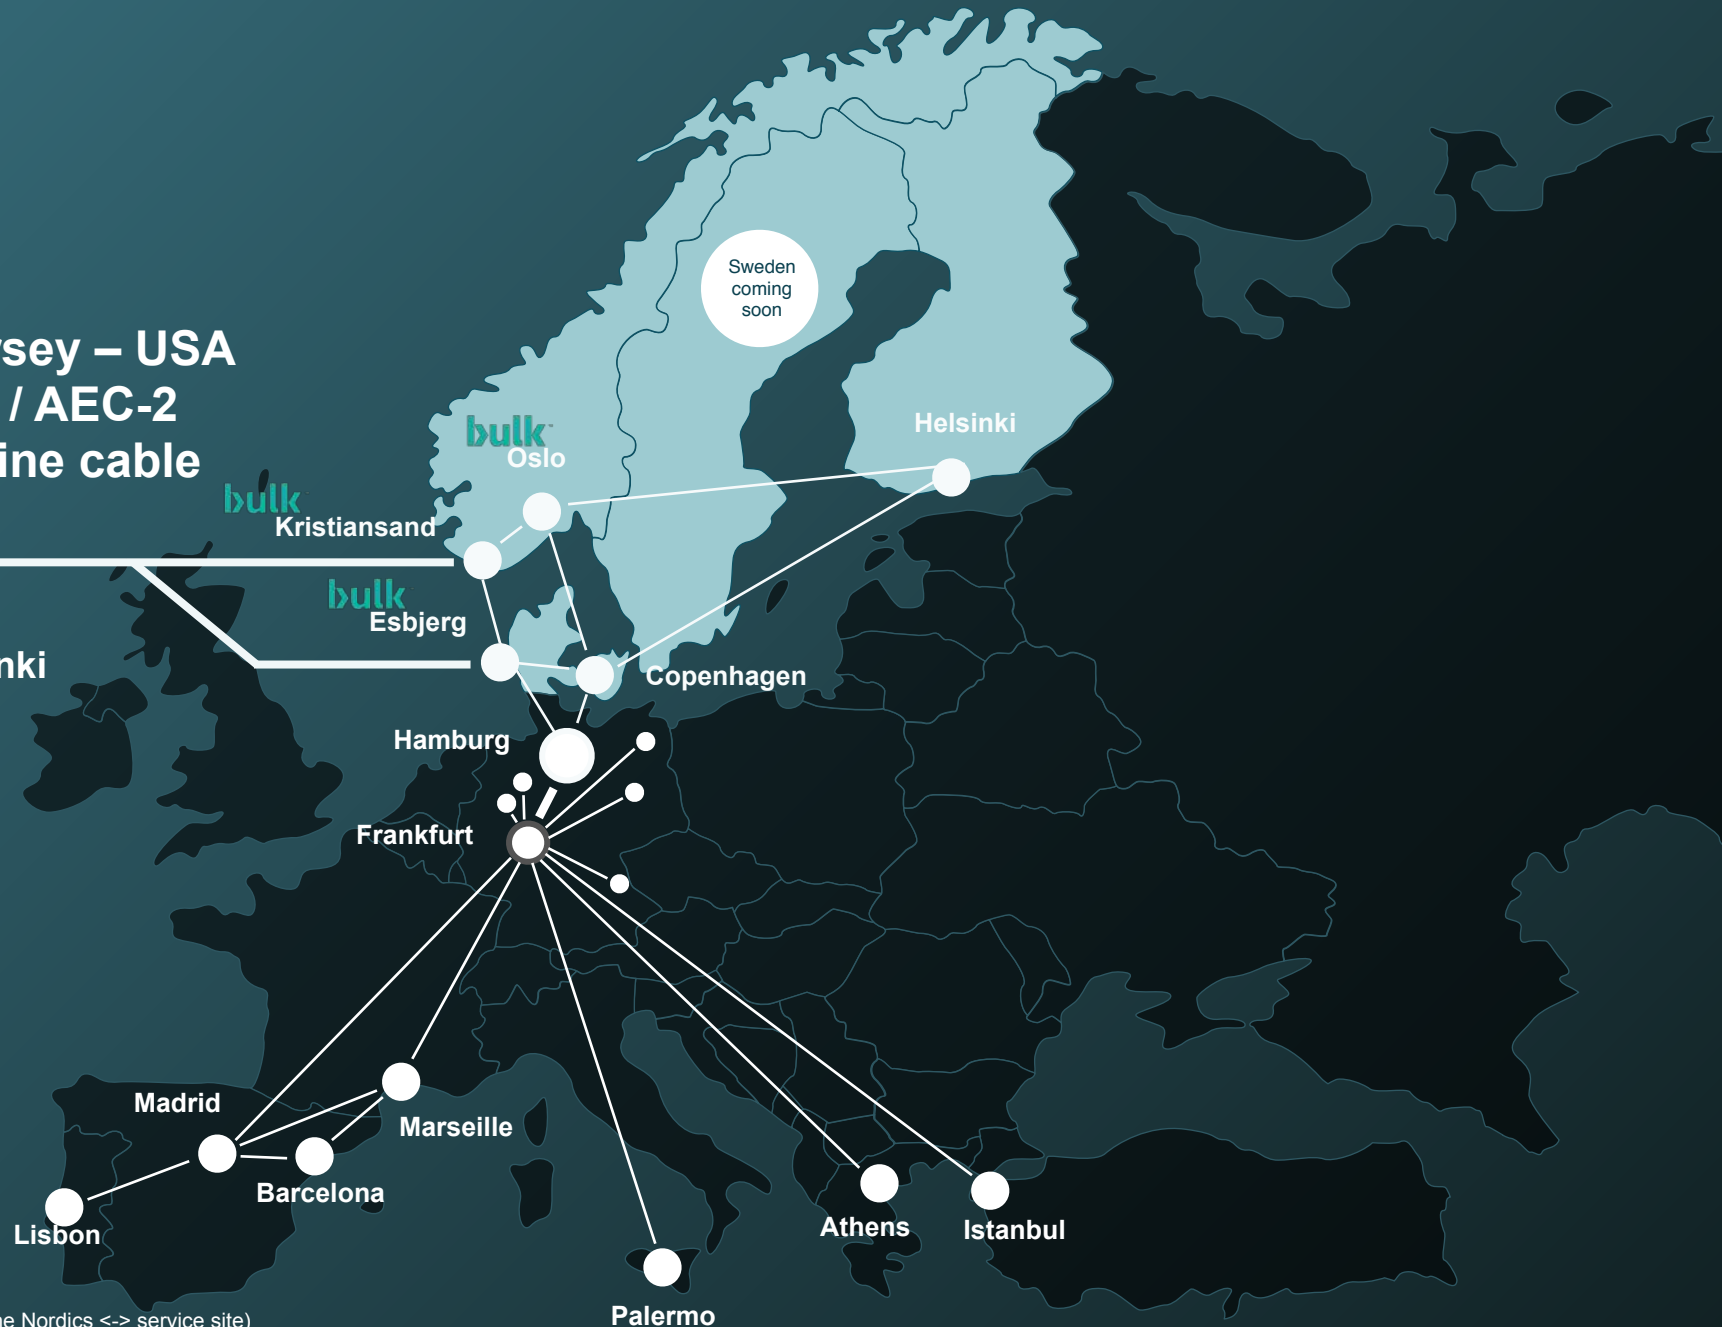 Sweden
coming
soon
rsey – USA
/ AEC-2
ine cable
bulk™
Oslo
Helsinki
bulk
Kristiansand
bulk
Esbjerg
nki
Copenhagen
Hamburg
Frankfurt
Madrid
Marseille
Barcelona
Lisbon
Athens
Istanbul
Palermo
ne Nordics <-> service site)